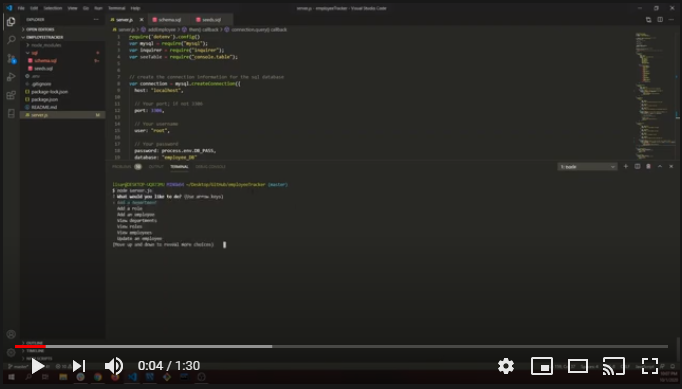 File Edit Selection View Go Run Terminal Help
server.js - employeeTracker - Visual Studio Code
EXPLORER
OPEN EDITORS
EMPLOYEETRACKER
node_modules
sql
schema.sql
seeds.sql
.env
.gitignore
package-lock.json
package.json
README.md
server.js
OUTLINE
TIMELINE
server.js
schema.sql
seeds.sql
server.js > addEmployee > then() callback > connection.query() callback
1 require('dotenv').config()
2 var mysql = require("mysql");
3 var inquirer = require("inquirer");
4 var = require("console.table");
5
6
7 // create the connection information for the sql database
8 var connection = mysql.createConnection({
9 host: "localhost",
10
11 // Your port; if not 3306
12 port: 3306,
13
14 // Your username
15 user: "root",
16
17 // Your password
18 password: process.env.DB_PASS,
19 database: "employee_DB"
PROBLEMS OUTPUT TERMINAL DEBUG CONSOLE
1: node
~/Desktop/GitHub/employeeTracker (master)
$ node server.js
? What would you like to do? (Use arrow keys)
> Add a department
Add a role
Add an employee
View departments
View roles
View employees
Update an employee
(Move up and down to reveal more choices)
0:04 / 1:30